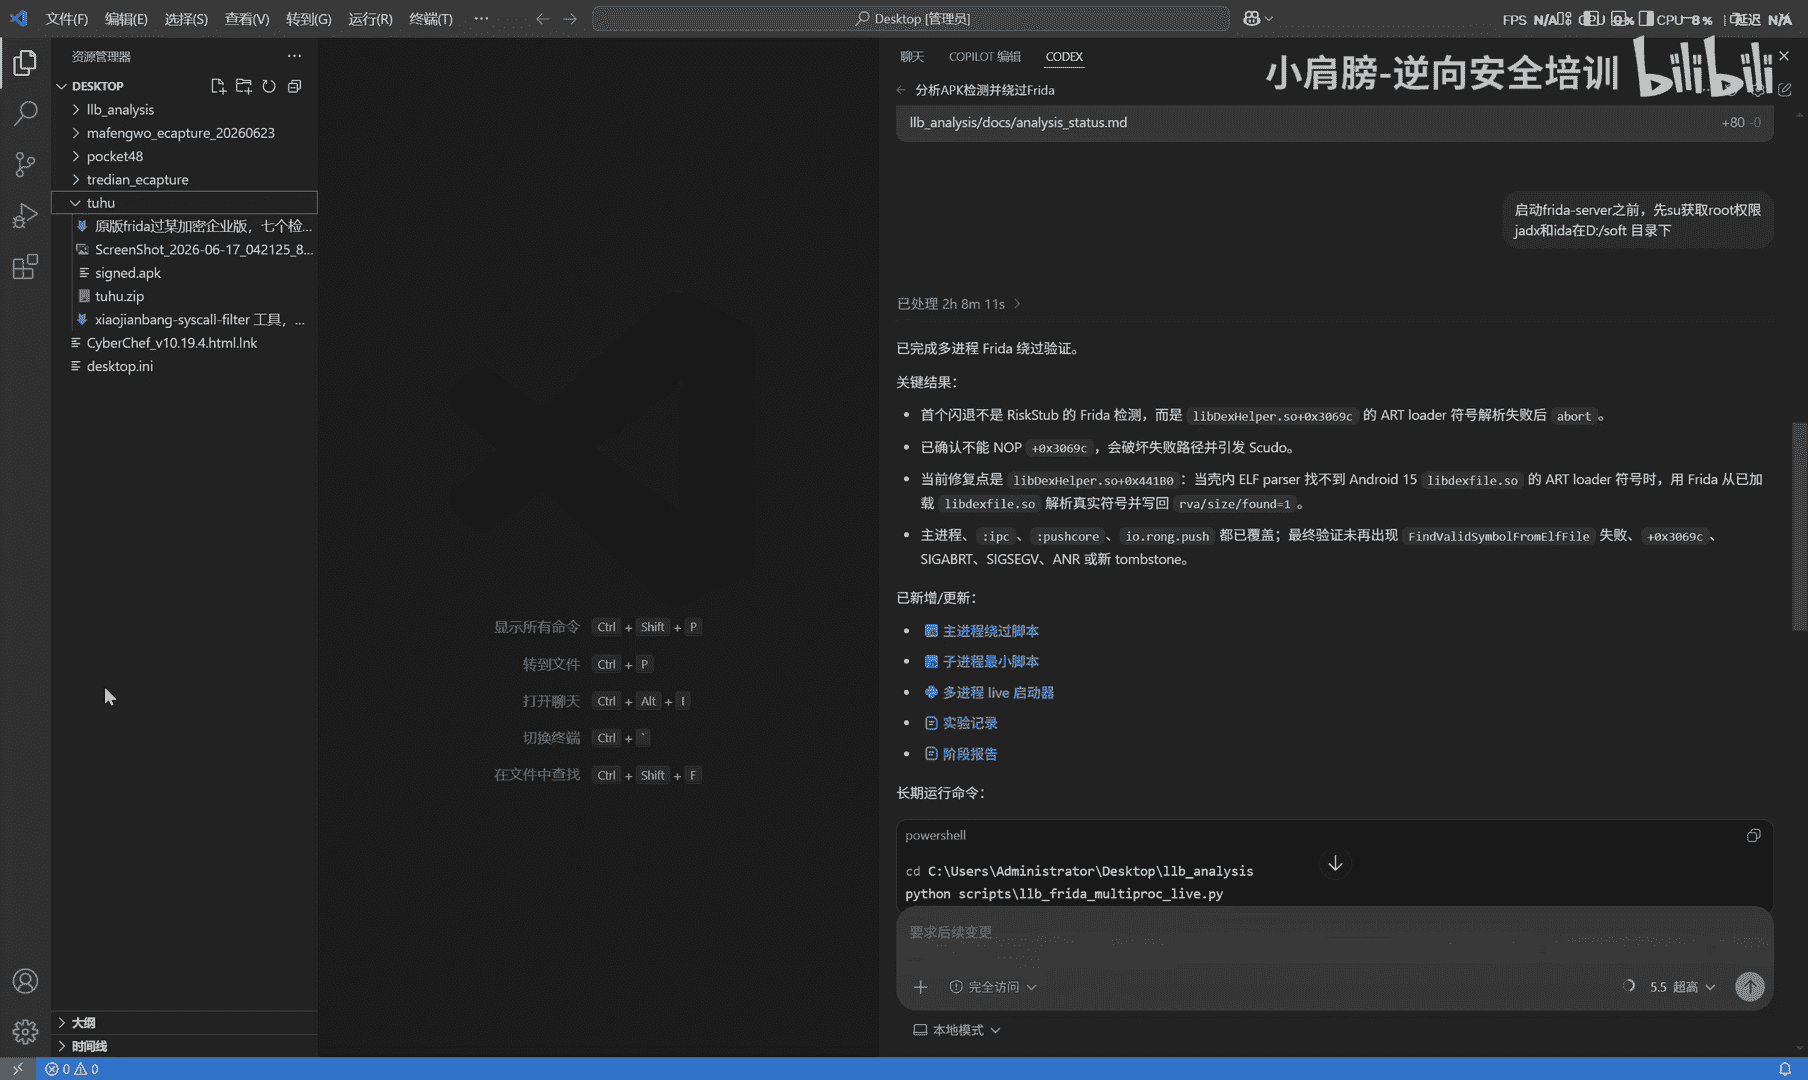 文件(F) 编辑(E) 选择(S) 查看(V) 转到(G) 运行(R) 终端(T) ··· Desktop [管理员]
FPS N/A GPU 0% CPU 8% 延迟 N/A
资源管理器
DESKTOP
llb_analysis
mafengwo_ecapture_20260623
pocket48
tredian_ecapture
tuhu
原版frida过某加密企业版，七个检...
ScreenShot_2026-06-17_042125_8...
signed.apk
tuhu.zip
xiaojianbang-syscall-filter 工具，...
CyberChef_v10.19.4.html.lnk
desktop.ini
大纲
时间线
0 0
显示所有命令 Ctrl + Shift + P
转到文件 Ctrl + P
打开聊天 Ctrl + Alt + I
切换终端 Ctrl + `
在文件中查找 Ctrl + Shift + F
聊天 COPILOT 编辑 CODEX
小肩膀-逆向安全培训 bilibili
分析APK检测并绕过Frida
llb_analysis/docs/analysis_status.md +80 -0
启动frida-server之前，先su获取root权限
jadx和ida在D:/soft 目录下
已处理 2h 8m 11s
已完成多进程 Frida 绕过验证。
关键结果：
首个闪退不是 RiskStub 的 Frida 检测，而是 libDexHelper.so+0x3069c 的 ART loader 符号解析失败后 abort 。
已确认不能 NOP +0x3069c ，会破坏失败路径并引发 Scudo。
当前修复点是 libDexHelper.so+0x441B0 ：当壳内 ELF parser 找不到 Android 15 libdexfile.so 的 ART loader 符号时，用 Frida 从已加
载 libdexfile.so 解析真实符号并写回 rva/size/found=1 。
主进程、 :ipc 、 :pushcore 、 io.rong.push 都已覆盖；最终验证未再出现 FindValidSymbolFromElfFile 失败、 +0x3069c 、
SIGABRT、SIGSEGV、ANR 或新 tombstone。
已新增/更新：
主进程绕过脚本
子进程最小脚本
多进程 live 启动器
实验记录
阶段报告
长期运行命令：
powershell
cd C:\Users\Administrator\Desktop\llb_analysis
python scripts\llb_frida_multiproc_live.py
要求后续变更
完全访问 5.5 超高
本地模式